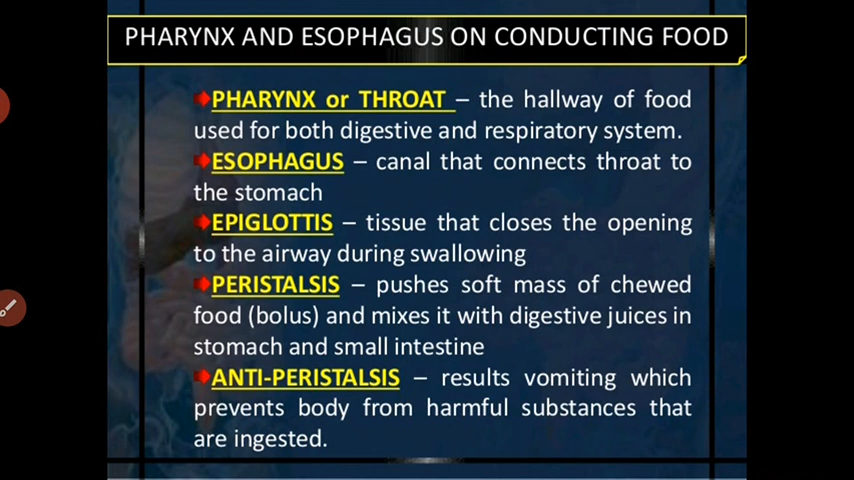 PHARYNX AND ESOPHAGUS ON CONDUCTING FOOD
PHARYNX or THROAT – the hallway of food
used for both digestive and respiratory system.
ESOPHAGUS – canal that connects throat to
the stomach
EPIGLOTTIS – tissue that closes the opening
to the airway during swallowing
PERISTALSIS – pushes soft mass of chewed
food (bolus) and mixes it with digestive juices in
stomach and small intestine
ANTI-PERISTALSIS – results vomiting which
prevents body from harmful substances that
are ingested.